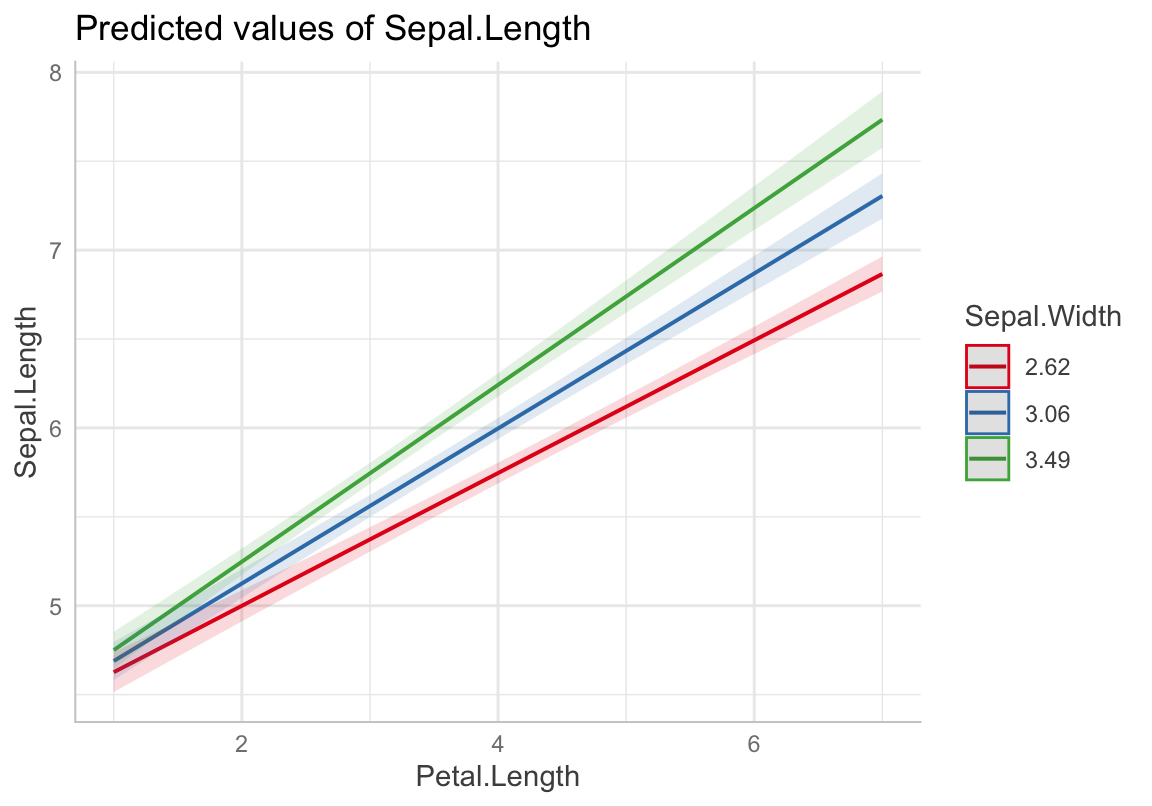 Predicted values of Sepal.Length
8
7
6
5
Sepal.Length
2
4
6
Petal.Length
Sepal.Width
2.62
3.06
3.49